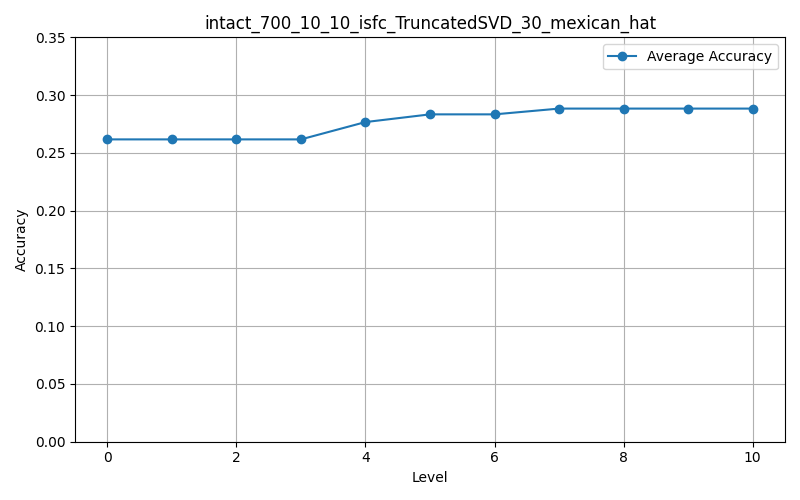 intact_700_10_10_isfc_TruncatedSVD_30_mexican_hat
Average Accuracy
0.35
0.30
0.25
0.20
0.15
0.10
0.05
0.00
Accuracy
0 2 4 6 8 10
Level